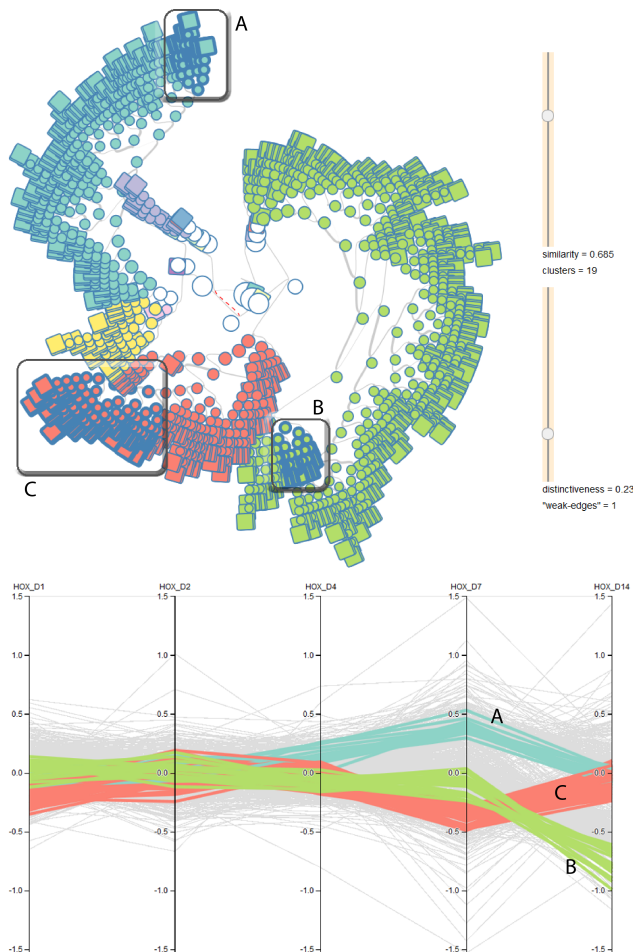 A
similarity = 0.685
clusters = 19
B
C
distinctiveness = 0.23
"weak-edges" = 1
HOX_D1 HOX_D2 HOX_D4 HOX_D7 HOX_D14
1.5 1.5 1.5 1.5 1.5
1.0 1.0 1.0 1.0 1.0
0.5 0.5 0.5 0.5 0.5
A
0.0 0.0 0.0 0.0 0.0
C
-0.5 -0.5 -0.5 -0.5 -0.5
B
-1.0 -1.0 -1.0 -1.0 -1.0
-1.5 -1.5 -1.5 -1.5 -1.5